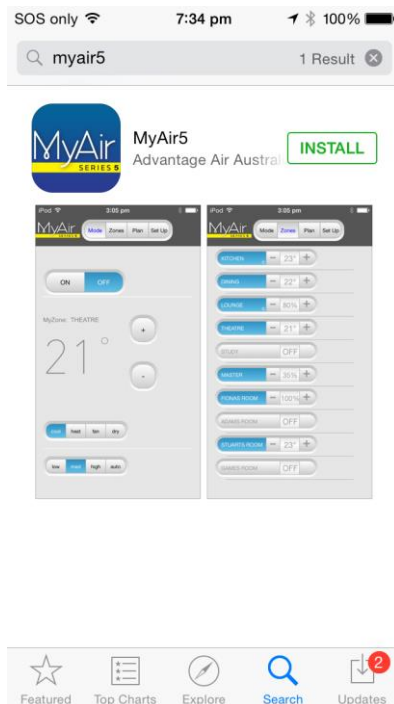 SOS only 7:34 pm 100%
myair5 1 Result
MyAir
SERIES 5
MyAir5
Advantage Air Austral
INSTALL
iPod 3:05 pm
MyAir Mode Zones Plan Set Up
ON OFF
MyZone: THEATRE
21°
+
-
cool heat fan dry
low med high auto
iPod 3:05 pm
MyAir Mode Zones Plan Set Up
KITCHEN - 23° +
DINING - 22° +
LOUNGE - 80% +
THEATRE - 21° +
STUDY OFF
MASTER - 35% +
FIONAS ROOM - 100% +
ADAMS ROOM OFF
STUARTS ROOM - 23° +
GAMES ROOM OFF
2
Featured Top Charts Explore Search Updates